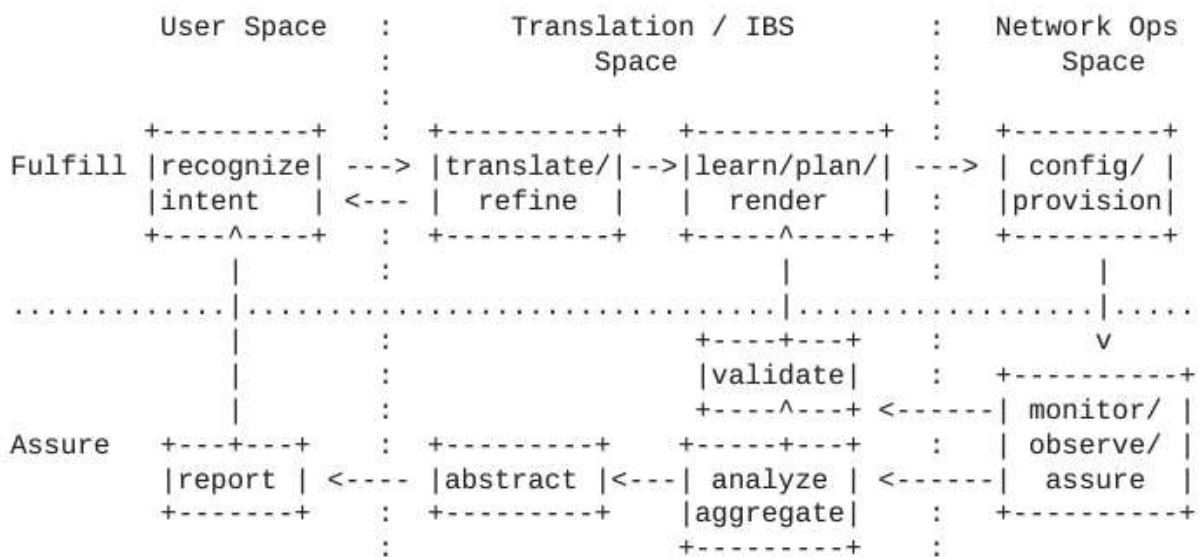 User Space : Translation / IBS : Network Ops
: Space : Space
: :
: :
+---------+ : +----------+ +-----------+ : +---------+
Fulfill |recognize| ---> |translate/|-->|learn/plan/| ---> | config/ |
|intent | <--- | refine | | render | : |provision|
+----^----+ : +----------+ +-----^-----+ : +---------+
| : | : |
.............|................................|...................|.....
| : +----+---+ : v
| : |validate| : +----------+
| : +----^---+ <------| monitor/ |
Assure +---+---+ : +---------+ +-----+---+ : | observe/ |
|report | <---- |abstract |<---| analyze | <------| assure |
+-------+ : +---------+ |aggregate| : +----------+
: +---------+ :